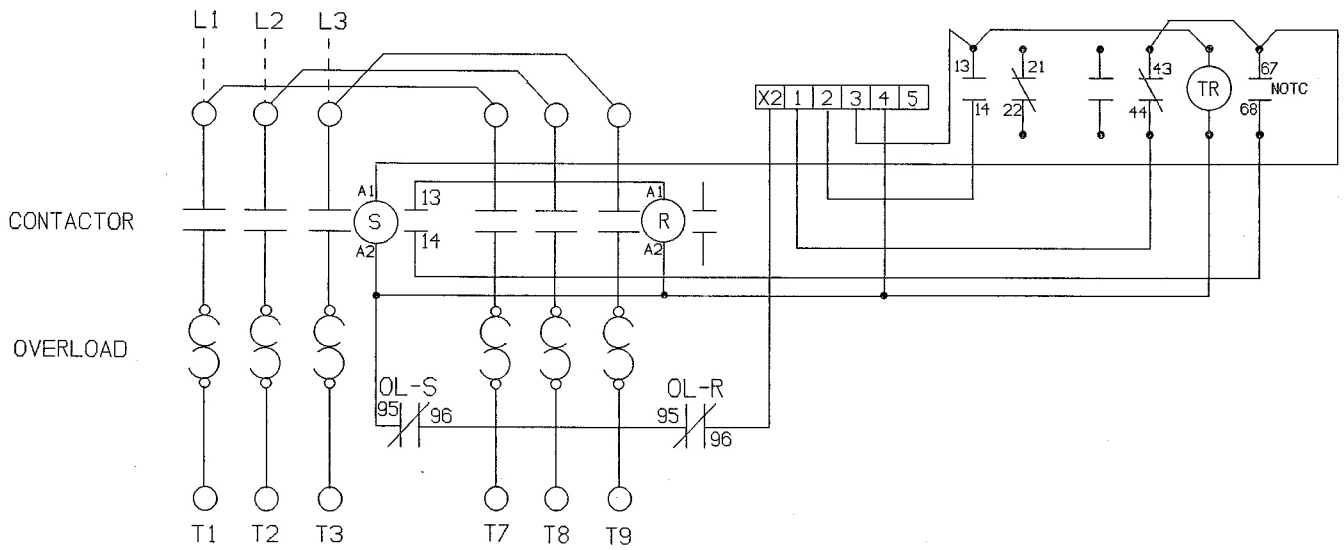 L1 L2 L3
X2 1 2 3 4 5
13 21 43 67
TR NOTC
14 22 44 68
A1 13 A1
CONTACTOR S R
A2 14 A2
OVERLOAD
OL-S OL-R
95 96 95 96
T1 T2 T3 T7 T8 T9